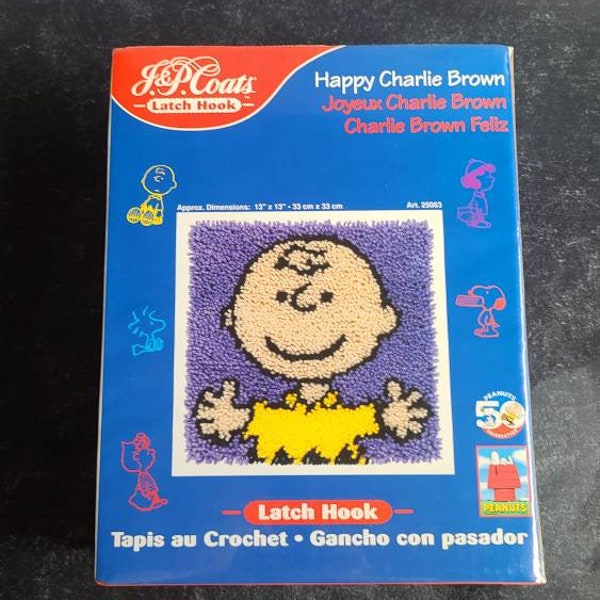 J.&P. Coats
Latch Hook
Happy Charlie Brown
Joyeux Charlie Brown
Charlie Brown Feliz
Approx. Dimensions: 13" x 13" • 33 cm x 33 cm Art. 25063
PEANUTS
50
PEANUTS
Latch Hook
Tapis au Crochet • Gancho con pasador